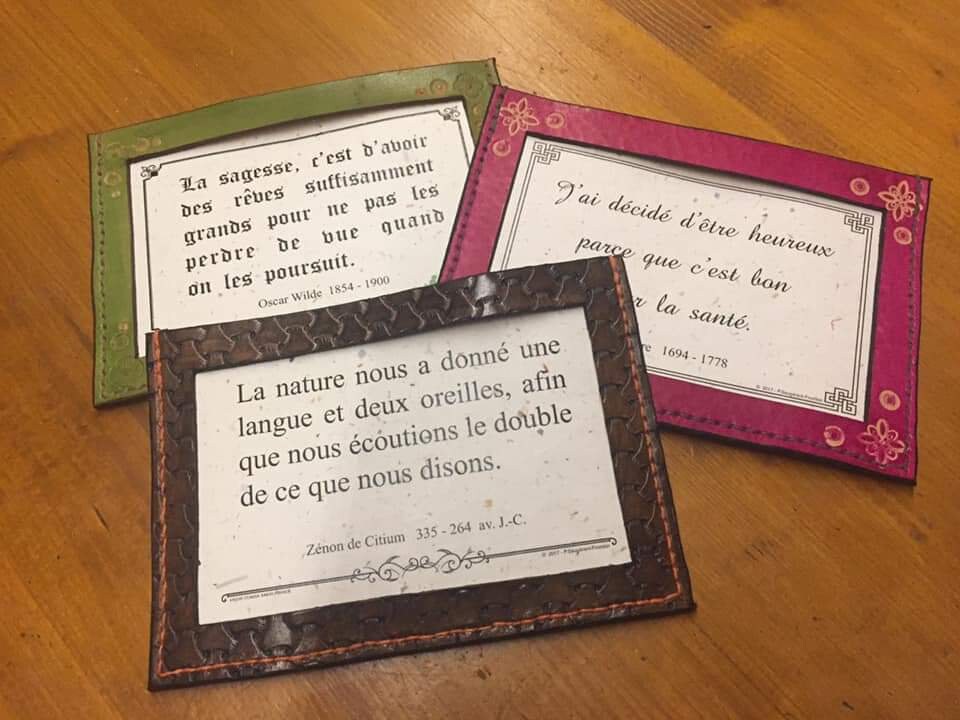 La sagesse, c'est d'avoir
des rêves suffisamment
grands pour ne pas les
perdre de vue quand
on les poursuit.
Oscar Wilde 1854 - 1900
J'ai décidé d'être heureux
parce que c'est bon
la santé.
1694 - 1778
La nature nous a donné une
langue et deux oreilles, afin
que nous écoutions le double
de ce que nous disons.
Zénon de Citium 335 - 264 av. J.-C.
© 2017 -